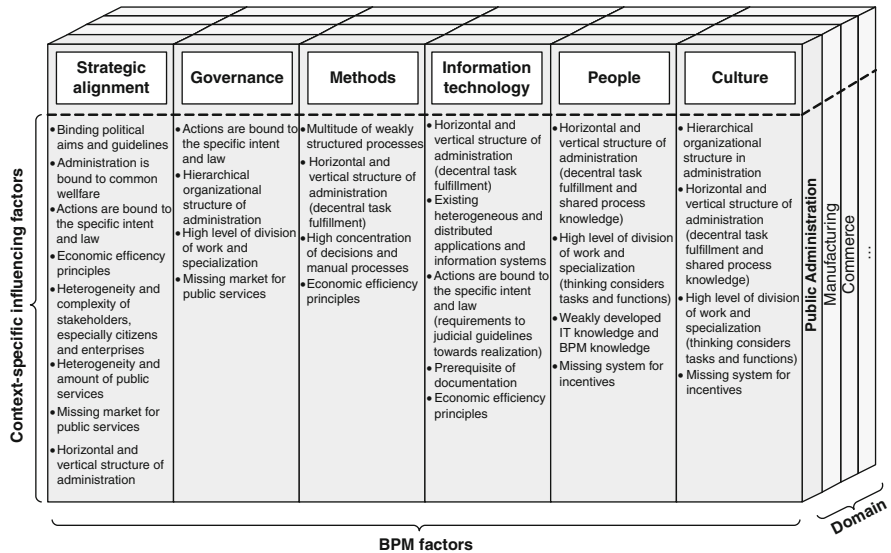 Strategic
alignment
Governance
Methods
Information
technology
People
Culture
Context-specific influencing factors
• Binding political
aims and guidelines
• Administration is
bound to common
wellfare
• Actions are bound to
the specific intent
and law
• Economic efficency
principles
• Heterogeneity and
complexity of
stakeholders,
especially citizens
and enterprises
• Heterogeneity and
amount of public
services
• Missing market for
public services
• Horizontal and
vertical structure of
administration
• Actions are bound to
the specific intent
and law
• Hierarchical
organizational
structure of
administration
• High level of division
of work and
specialization
• Missing market for
public services
• Multitude of weakly
structured processes
• Horizontal and
vertical structure of
administration
(decentral task
fulfillment)
• High concentration
of decisions and
manual processes
• Economic efficiency
principles
• Horizontal and
vertical structure of
administration
(decentral task
fulfillment)
• Existing
heterogeneous and
distributed
applications and
information systems
• Actions are bound to
the specific intent
and law
(requirements to
judicial guidelines
towards realization)
• Prerequisite of
documentation
• Economic efficiency
principles
• Horizontal and
vertical structure of
administration
(decentral task
fulfillment and
shared process
knowledge)
• High level of division
of work and
specialization
(thinking considers
tasks and functions)
• Weakly developed
IT knowledge and
BPM knowledge
• Missing system for
incentives
• Hierarchical
organizational
structure in
administration
• Horizontal and
vertical structure of
administration
(decentral task
fulfillment and
shared process
knowledge)
• High level of division
of work and
specialization
(thinking considers
tasks and functions)
• Missing system for
incentives
Public Administration
Manufacturing
Commerce
...
Domain
BPM factors